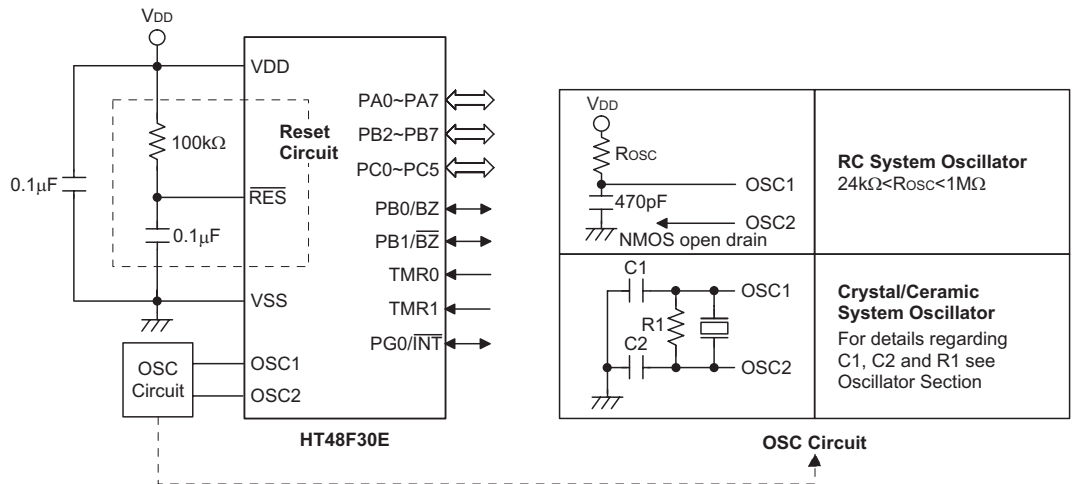 VDD
VDD
100kΩ
Reset
Circuit
0.1μF
RES
0.1μF
VSS
OSC
Circuit
OSC1
OSC2
PA0~PA7
PB2~PB7
PC0~PC5
PB0/BZ
PB1/BZ
TMR0
TMR1
PG0/INT
HT48F30E
VDD
ROSC
OSC1
470pF
OSC2
NMOS open drain
RC System Oscillator
24kΩ<ROSC<1MΩ
C1
OSC1
R1
C2
OSC2
Crystal/Ceramic
System Oscillator
For details regarding
C1, C2 and R1 see
Oscillator Section
OSC Circuit